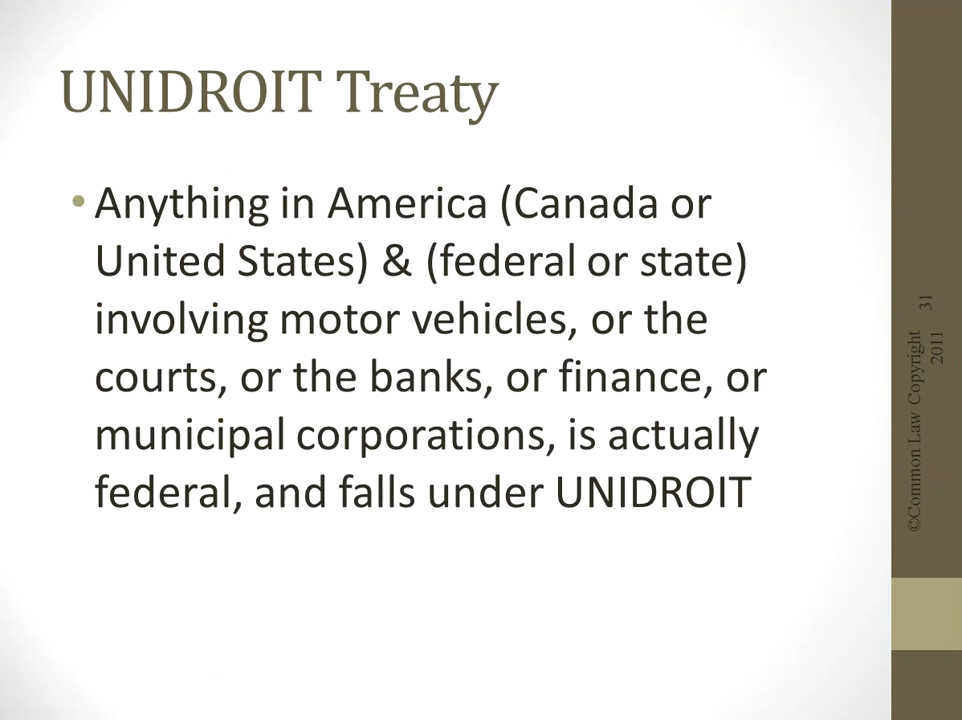 UNIDROIT Treaty
• Anything in America (Canada or
United States) & (federal or state)
involving motor vehicles, or the
courts, or the banks, or finance, or
municipal corporations, is actually
federal, and falls under UNIDROIT
©Common Law Copyright
2011
31